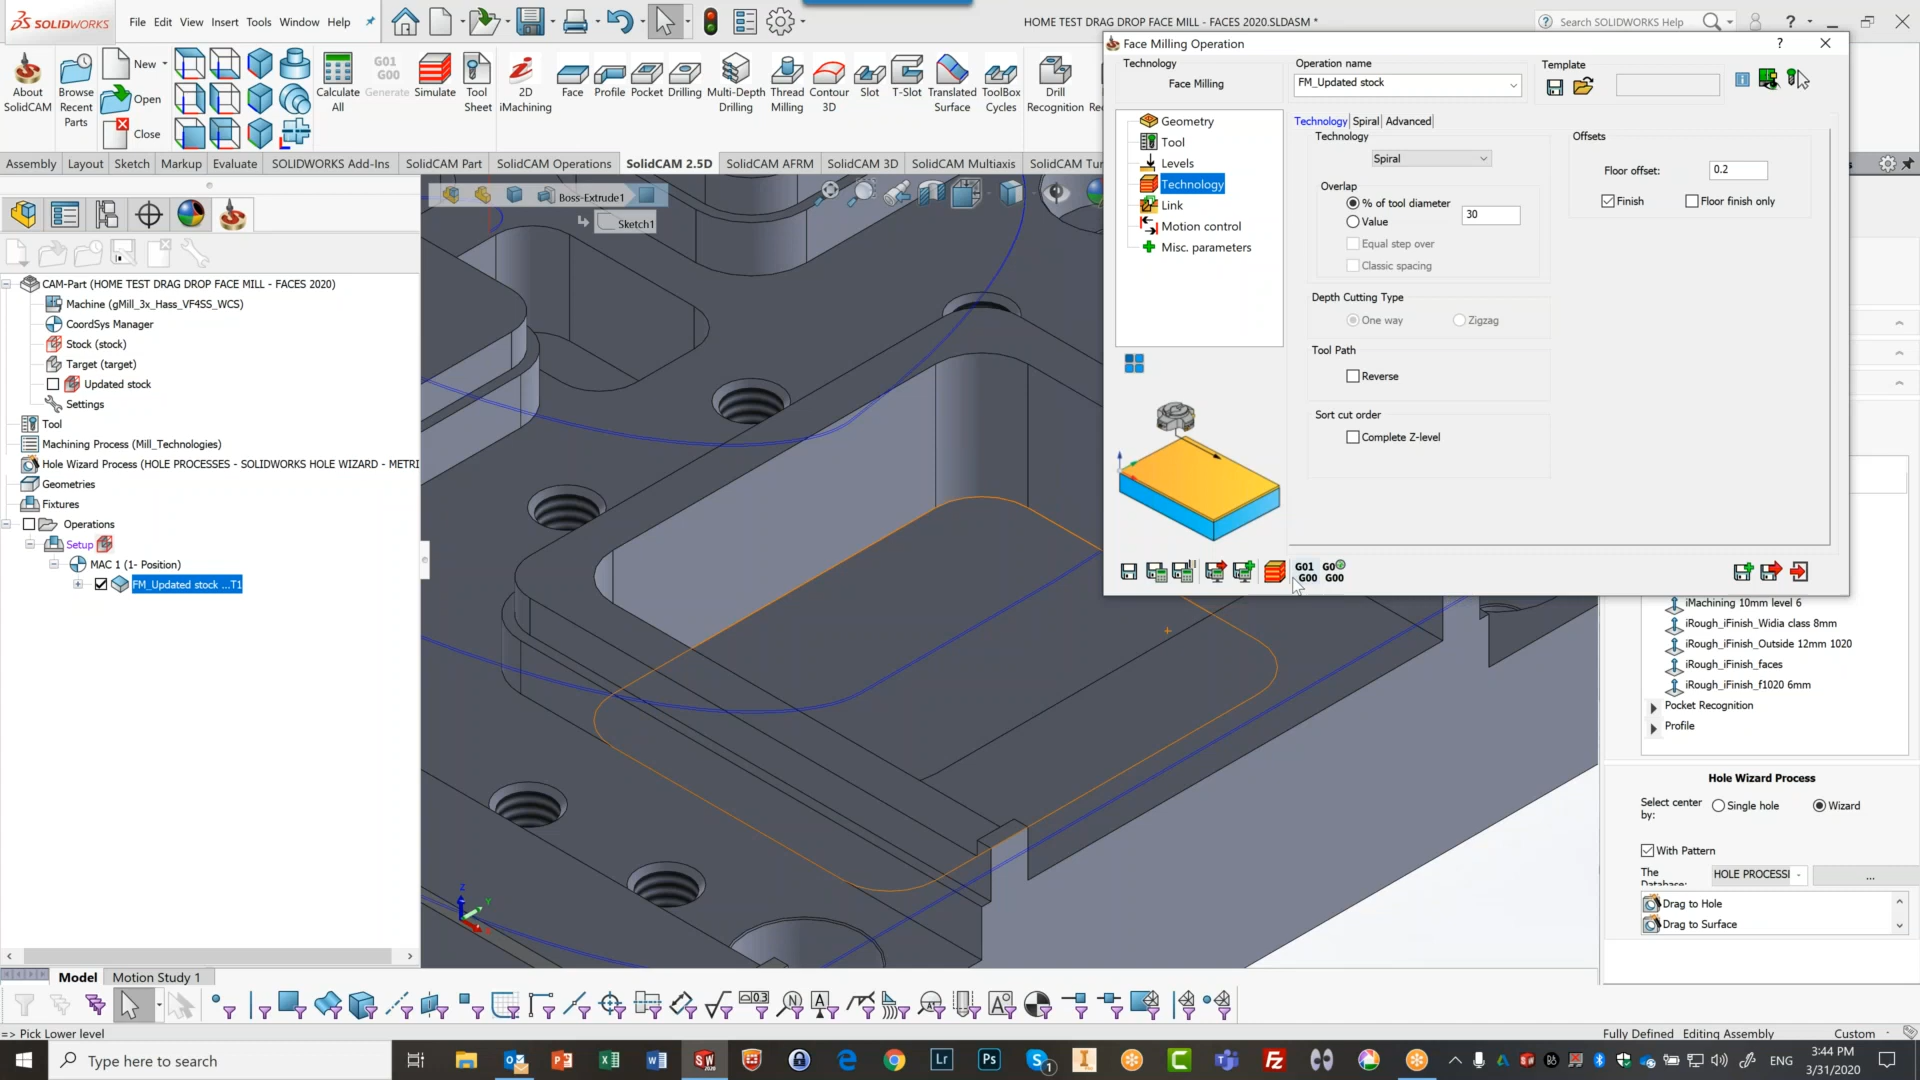 SOLIDWORKS
File Edit View Insert Tools Window Help
HOME TEST DRAG DROP FACE MILL - FACES 2020.SLDASM *
Search SOLIDWORKS Help
About SolidCAM
Browse Recent Parts
New
Open
Close
Calculate All
G01
G00
Generate
Simulate
Tool Sheet
2D iMachining
Face
Profile
Pocket
Drilling
Multi-Depth Drilling
Thread Milling
Contour 3D
Slot
T-Slot
Translated Surface
ToolBox Cycles
Drill Recognition
Assembly Layout Sketch Markup Evaluate SOLIDWORKS Add-Ins SolidCAM Part SolidCAM Operations SolidCAM 2.5D SolidCAM AFRM SolidCAM 3D SolidCAM Multiaxis SolidCAM Tu
Boss-Extrude1
Sketch1
CAM-Part (HOME TEST DRAG DROP FACE MILL - FACES 2020)
Machine (gMill_3x_Hass_VF4SS_WCS)
CoordSys Manager
Stock (stock)
Target (target)
Updated stock
Settings
Tool
Machining Process (Mill_Technologies)
Hole Wizard Process (HOLE PROCESSES - SOLIDWORKS HOLE WIZARD - METRI
Geometries
Fixtures
Operations
Setup
MAC 1 (1- Position)
FM_Updated stock ...T1
Face Milling Operation
Technology
Face Milling
Operation name
FM_Updated stock
Template
Geometry
Tool
Levels
Technology
Link
Motion control
Misc. parameters
Technology Spiral Advanced
Technology
Spiral
Overlap
% of tool diameter
Value
30
Equal step over
Classic spacing
Depth Cutting Type
One way
Zigzag
Tool Path
Reverse
Sort cut order
Complete Z-level
Offsets
Floor offset:
0.2
Finish
Floor finish only
G01
G00
G0
G00
iMachining 10mm level 6
iRough_iFinish_Widia class 8mm
iRough_iFinish_Outside 12mm 1020
iRough_iFinish_faces
iRough_iFinish_f1020 6mm
Pocket Recognition
Profile
Hole Wizard Process
Select center by:
Single hole
Wizard
With Pattern
The Database:
HOLE PROCESSI
...
Drag to Hole
Drag to Surface
Z
Model
Motion Study 1
=> Pick Lower level
Fully Defined Editing Assembly Custom
Type here to search
ENG
3:44 PM
3/31/2020